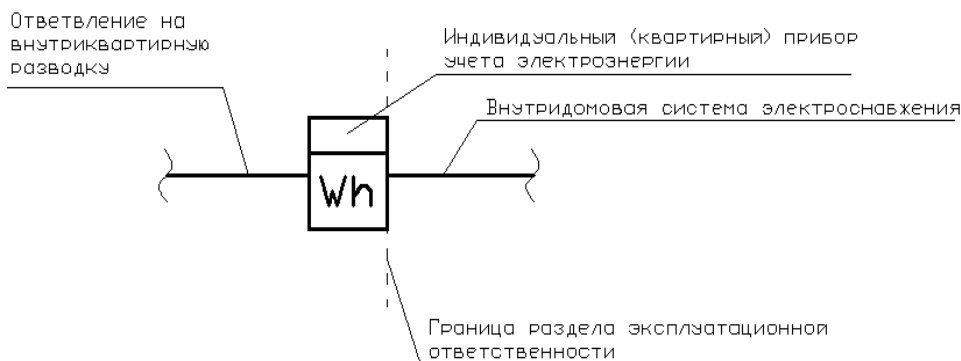 Ответвление на
внутриквартирную
разводку
Индивидуальный (квартирный) прибор
учета электроэнергии
Внутридомовая система электроснабжения
Wh
Граница раздела эксплуатационной
ответственности